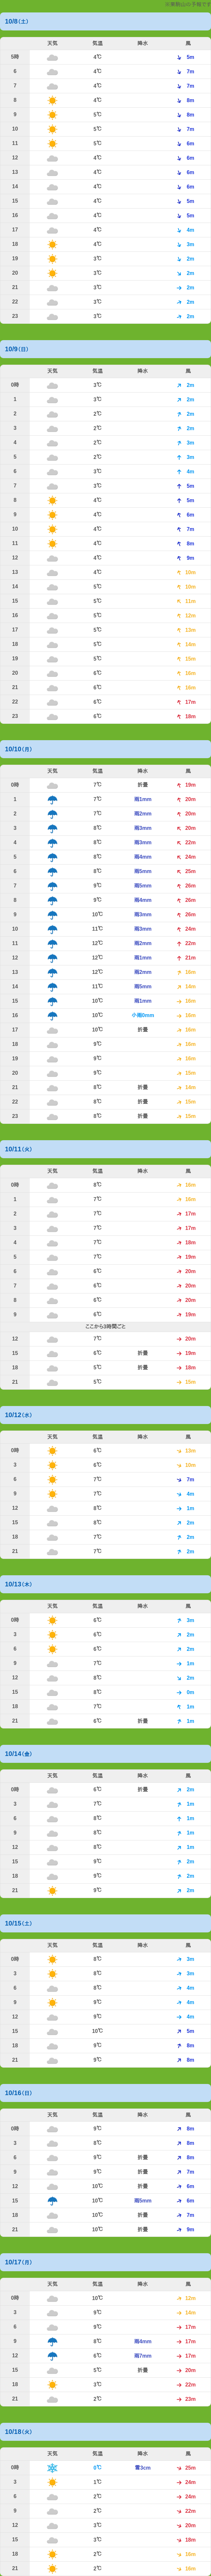 10/8(土)
天気 気温 降水 風
5時 4℃ 5m
6 4℃ 7m
7 4℃ 7m
8 4℃ 8m
9 5℃ 8m
10 5℃ 7m
11 5℃ 6m
12 4℃ 6m
13 4℃ 6m
14 4℃ 6m
15 4℃ 5m
16 4℃ 5m
17 4℃ 4m
18 4℃ 3m
19 3℃ 2m
20 3℃ 2m
21 3℃ 2m
22 3℃ 2m
23 3℃ 2m
10/9(日)
天気 気温 降水 風
0時 3℃ 2m
1 3℃ 2m
2 2℃ 2m
3 2℃ 2m
4 2℃ 3m
5 2℃ 3m
6 3℃ 4m
7 3℃ 5m
8 4℃ 5m
9 4℃ 6m
10 4℃ 7m
11 4℃ 8m
12 4℃ 9m
13 4℃ 10m
14 5℃ 10m
15 5℃ 11m
16 5℃ 12m
17 5℃ 13m
18 5℃ 14m
19 5℃ 15m
20 6℃ 16m
21 6℃ 16m
22 6℃ 17m
23 6℃ 18m
10/10(月)
天気 気温 降水 風
0時 7℃ 折畳 19m
1 7℃ 雨1mm 20m
2 7℃ 雨2mm 20m
3 8℃ 雨3mm 20m
4 8℃ 雨3mm 22m
5 8℃ 雨4mm 24m
6 8℃ 雨5mm 25m
7 9℃ 雨5mm 26m
8 9℃ 雨4mm 26m
9 10℃ 雨3mm 26m
10 11℃ 雨3mm 24m
11 12℃ 雨2mm 22m
12 12℃ 雨1mm 21m
13 12℃ 雨2mm 16m
14 11℃ 雨5mm 14m
15 10℃ 雨1mm 16m
16 10℃ 小雨0mm 16m
17 10℃ 折畳 16m
18 9℃ 16m
19 9℃ 16m
20 9℃ 15m
21 8℃ 折畳 14m
22 8℃ 折畳 15m
23 8℃ 折畳 15m
10/11(火)
天気 気温 降水 風
0時 8℃ 16m
1 7℃ 16m
2 7℃ 17m
3 7℃ 17m
4 7℃ 18m
5 7℃ 19m
6 6℃ 20m
7 6℃ 20m
8 6℃ 20m
9 6℃ 19m
ここから3時間ごと
12 7℃ 20m
15 6℃ 折畳 19m
18 5℃ 折畳 18m
21 5℃ 15m
10/12(水)
天気 気温 降水 風
0時 6℃ 13m
3 6℃ 10m
6 7℃ 7m
9 7℃ 4m
12 8℃ 1m
15 8℃ 2m
18 7℃ 2m
21 7℃ 2m
10/13(木)
天気 気温 降水 風
0時 6℃ 3m
3 6℃ 2m
6 6℃ 2m
9 7℃ 1m
12 8℃ 2m
15 8℃ 0m
18 7℃ 1m
21 6℃ 折畳 1m
10/14(金)
天気 気温 降水 風
0時 6℃ 折畳 2m
3 7℃ 1m
6 8℃ 1m
9 8℃ 1m
12 8℃ 1m
15 9℃ 2m
18 9℃ 2m
21 9℃ 2m
10/15(土)
天気 気温 降水 風
0時 8℃ 3m
3 8℃ 3m
6 8℃ 4m
9 9℃ 4m
12 9℃ 4m
15 10℃ 5m
18 8℃ 8m
21 9℃ 8m
10/16(日)
天気 気温 降水 風
0時 9℃ 8m
3 8℃ 8m
6 8℃ 折畳 8m
9 9℃ 折畳 7m
12 10℃ 折畳 6m
15 10℃ 雨5mm 6m
18 10℃ 折畳 7m
21 10℃ 折畳 9m
10/17(月)
天気 気温 降水 風
0時 10℃ 12m
3 9℃ 14m
6 9℃ 17m
9 8℃ 雨4mm 17m
12 6℃ 雨7mm 17m
15 5℃ 折畳 20m
18 3℃ 22m
21 2℃ 23m
10/18(火)
天気 気温 降水 風
0時 0℃ 雪3cm 25m
3 1℃ 24m
6 2℃ 24m
9 2℃ 22m
12 3℃ 20m
15 3℃ 18m
18 2℃ 16m
21 2℃ 16m